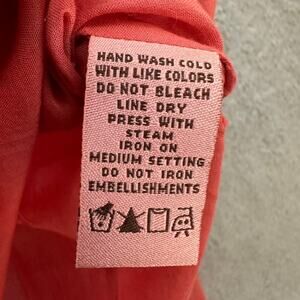 HAND WASH COLD
WITH LIKE COLORS
DO NOT BLEACH
LINE DRY
PRESS WITH
STEAM
IRON ON
MEDIUM SETTING
DO NOT IRON
EMBELLISHMENTS